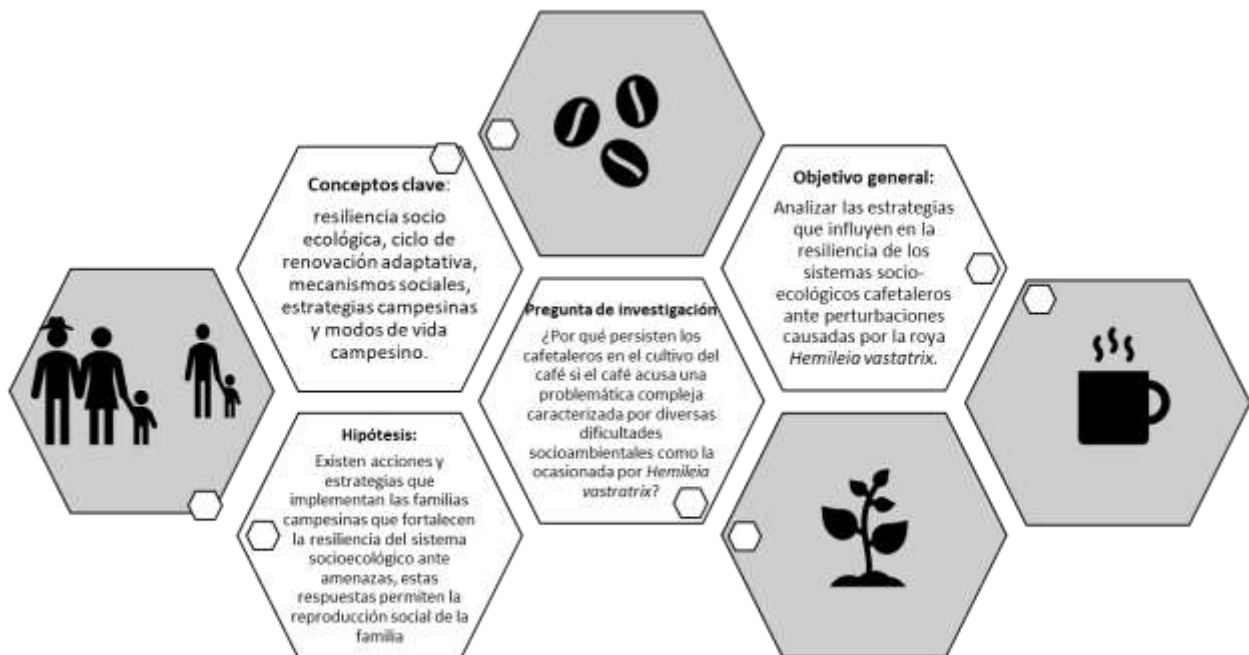 Conceptos clave:
resiliencia socio
ecológica, ciclo de
renovación adaptativa,
mecanismos sociales,
estrategias campesinas
y modos de vida
campesino.
Objetivo general:
Analizar las estrategias
que influyen en la
resiliencia de los
sistemas socio-
ecológicos cafetaleros
ante perturbaciones
causadas por la roya
Hemileia vastatrix.
Pregunta de investigación
¿Por qué persisten los
cafetaleros en el cultivo del
café si el café acusa una
problemática compleja
caracterizada por diversas
dificultades
socioambientales como la
ocasionada por Hemileia
vastratrix?
Hipótesis:
Existen acciones y
estrategias que
implementan las familias
campesinas que fortalecen
la resiliencia del sistema
socioecológico ante
amenazas, estas
respuestas permiten la
reproducción social de la
familia